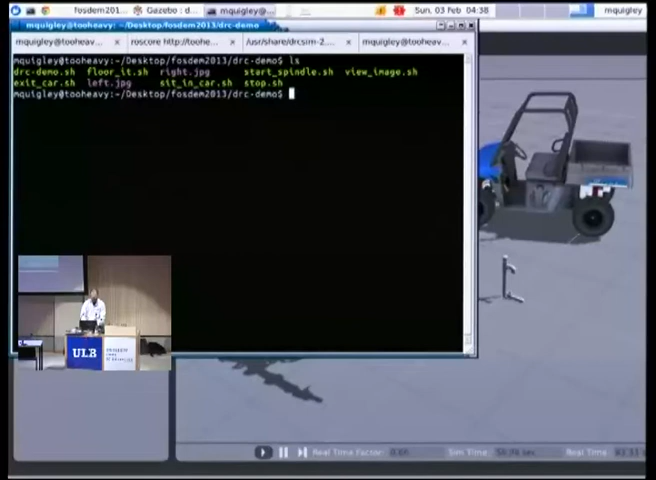 fosdem201...
Gazebo : d...
mquigley@...
Sun, 03 Feb 04:38
mquigley
mquigley@tooheavy:~/Desktop/fosdem2013/drc-demo
mquigley@tooheav...
roscore http://toohe...
/usr/share/drcsim-2...
mquigley@tooheav...
mquigley@tooheavy:~/Desktop/fosdem2013/drc-demo$ ls
drc-demo.sh floor_it.sh right.jpg start_spindle.sh view_image.sh
exit_car.sh left.jpg sit_in_car.sh stop.sh
mquigley@tooheavy:~/Desktop/fosdem2013/drc-demo$
ULB
Real Time Factor: Sim Time: sec Real Time: